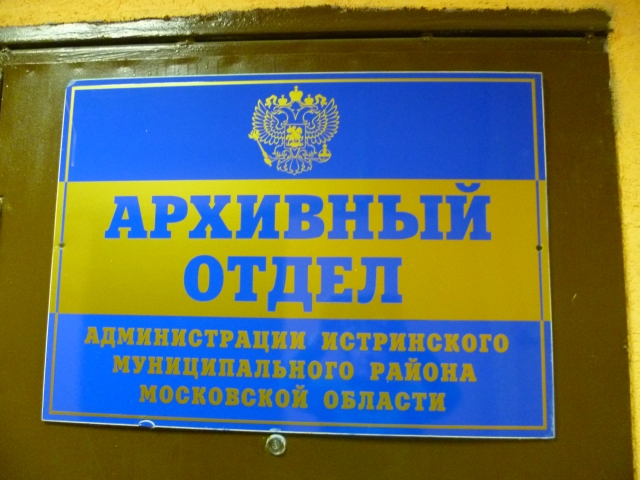 АРХИВНЫЙ
ОТДЕЛ
АДМИНИСТРАЦИИ ИСТРИНСКОГО
МУНИЦИПАЛЬНОГО РАЙОНА
МОСКОВСКОЙ ОБЛАСТИ